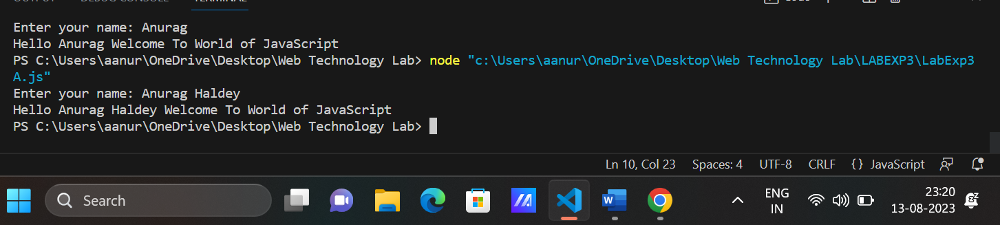 TERMINAL
Enter your name: Anurag
Hello Anurag Welcome To World of JavaScript
PS C:\Users\aanur\OneDrive\Desktop\Web Technology Lab> node "c:\Users\aanur\OneDrive\Desktop\Web Technology Lab\LABEXP3\LabExp3
A.js"
Enter your name: Anurag Haldey
Hello Anurag Haldey Welcome To World of JavaScript
PS C:\Users\aanur\OneDrive\Desktop\Web Technology Lab>
Ln 10, Col 23 Spaces: 4 UTF-8 CRLF {} JavaScript
Search
W
ENG
IN
23:20
13-08-2023